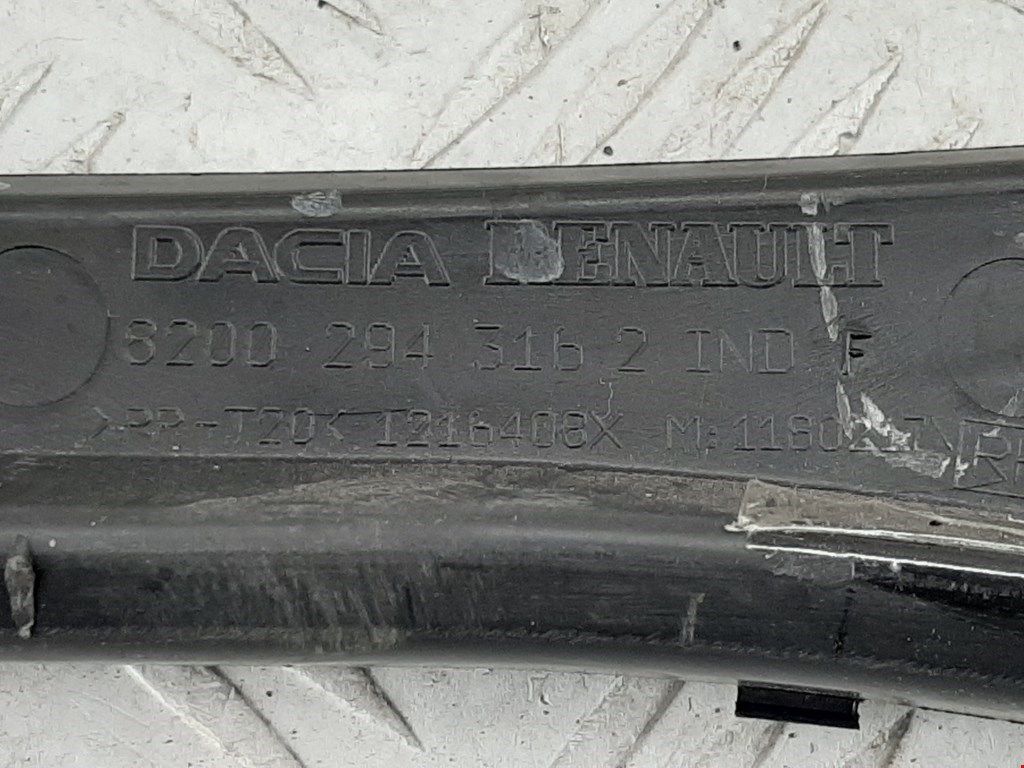 DACIA RENAULT
8200 294 316 2 IND F
>PP-T20< 1216408X